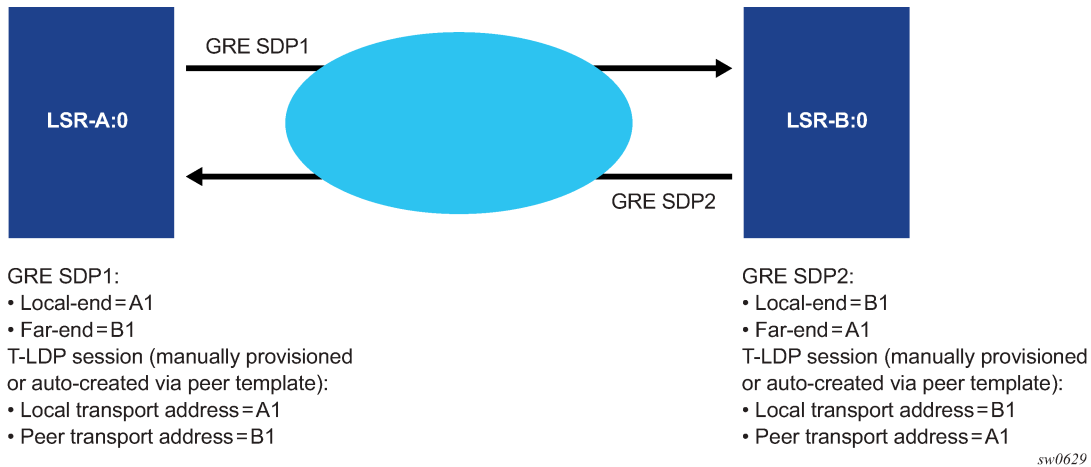 GRE SDP1
LSR-A:0
LSR-B:0
GRE SDP2
GRE SDP1:
• Local-end=A1
• Far-end=B1
T-LDP session (manually provisioned
or auto-created via peer template):
• Local transport address=A1
• Peer transport address=B1
GRE SDP2:
• Local-end=B1
• Far-end=A1
T-LDP session (manually provisioned
or auto-created via peer template):
• Local transport address=B1
• Peer transport address=A1
sw0629